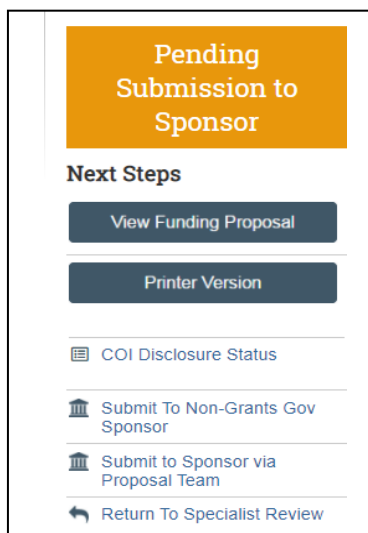 Pending
Submission to
Sponsor
Next Steps
View Funding Proposal
Printer Version
COI Disclosure Status
Submit To Non-Grants Gov
Sponsor
Submit to Sponsor via
Proposal Team
Return To Specialist Review